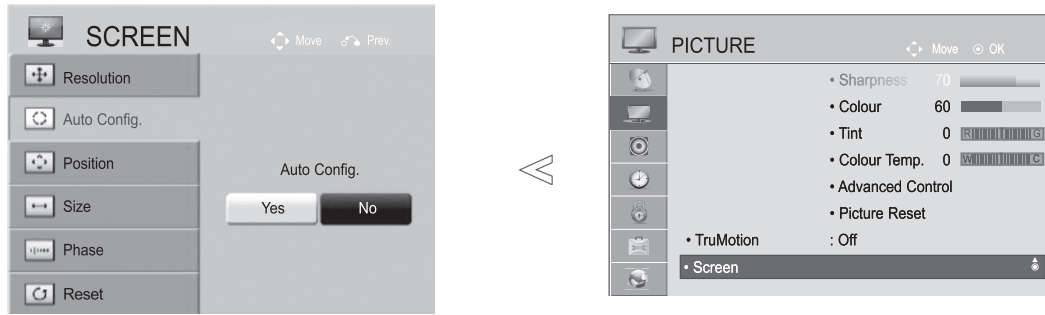 SCREEN
Move Prev.
Resolution
Auto Config.
Position
Size
Phase
Reset
Auto Config.
Yes No
PICTURE
Move OK
• Sharpness 70
• Colour 60
• Tint 0 R G
• Colour Temp. 0 W C
• Advanced Control
• Picture Reset
• TruMotion : Off
• Screen